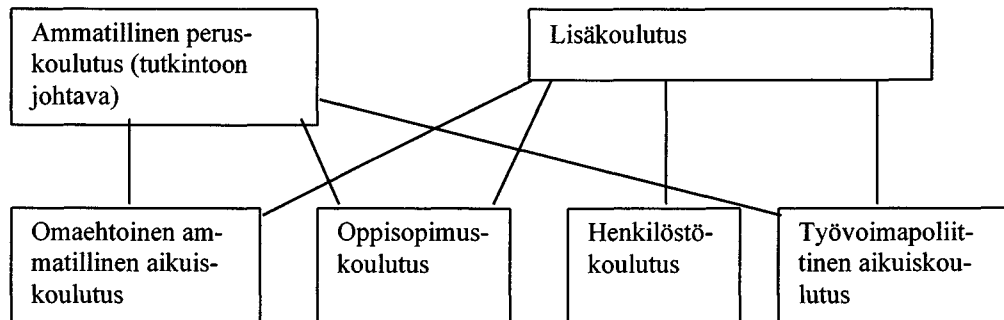 Ammatillinen perus-
koulutus (tutkintoon
johtava)
Lisäkoulutus
Omaehtoinen am-
matillinen aikuis-
koulutus
Oppisopimus-
koulutus
Henkilöstö-
koulutus
Työvoimapoliit-
tinen aikuiskou-
lutus